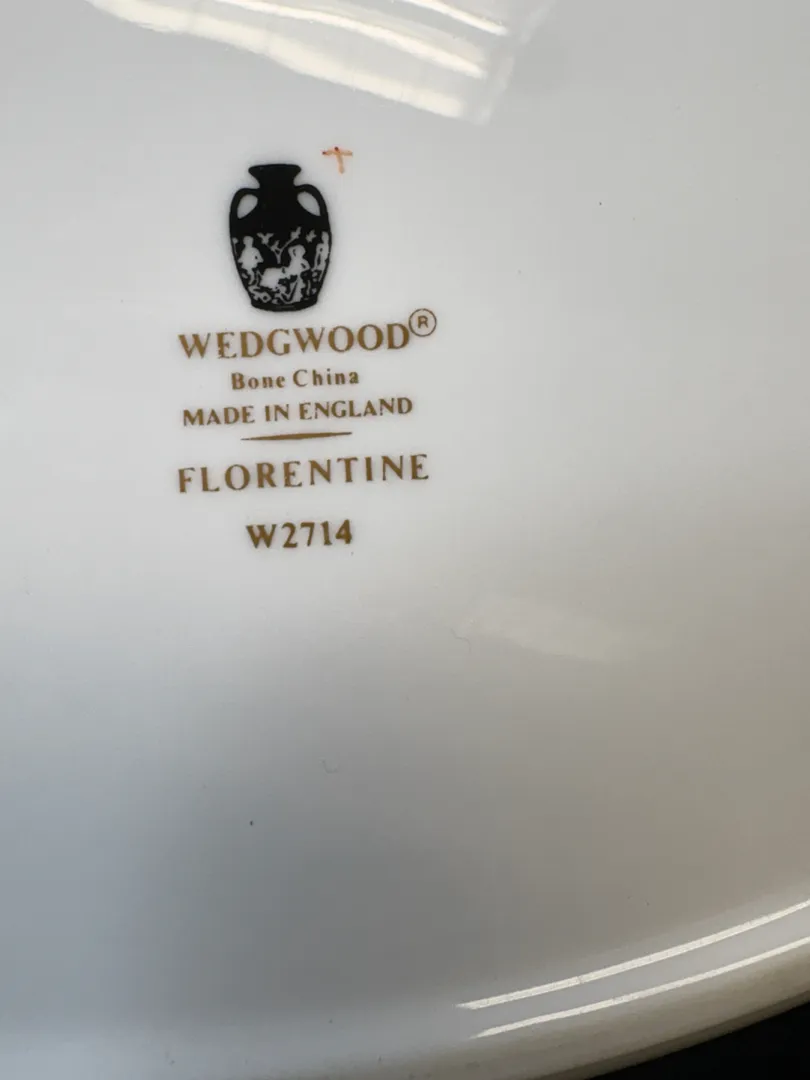 WEDGWOOD®
Bone China
MADE IN ENGLAND
FLORENTINE
W2714